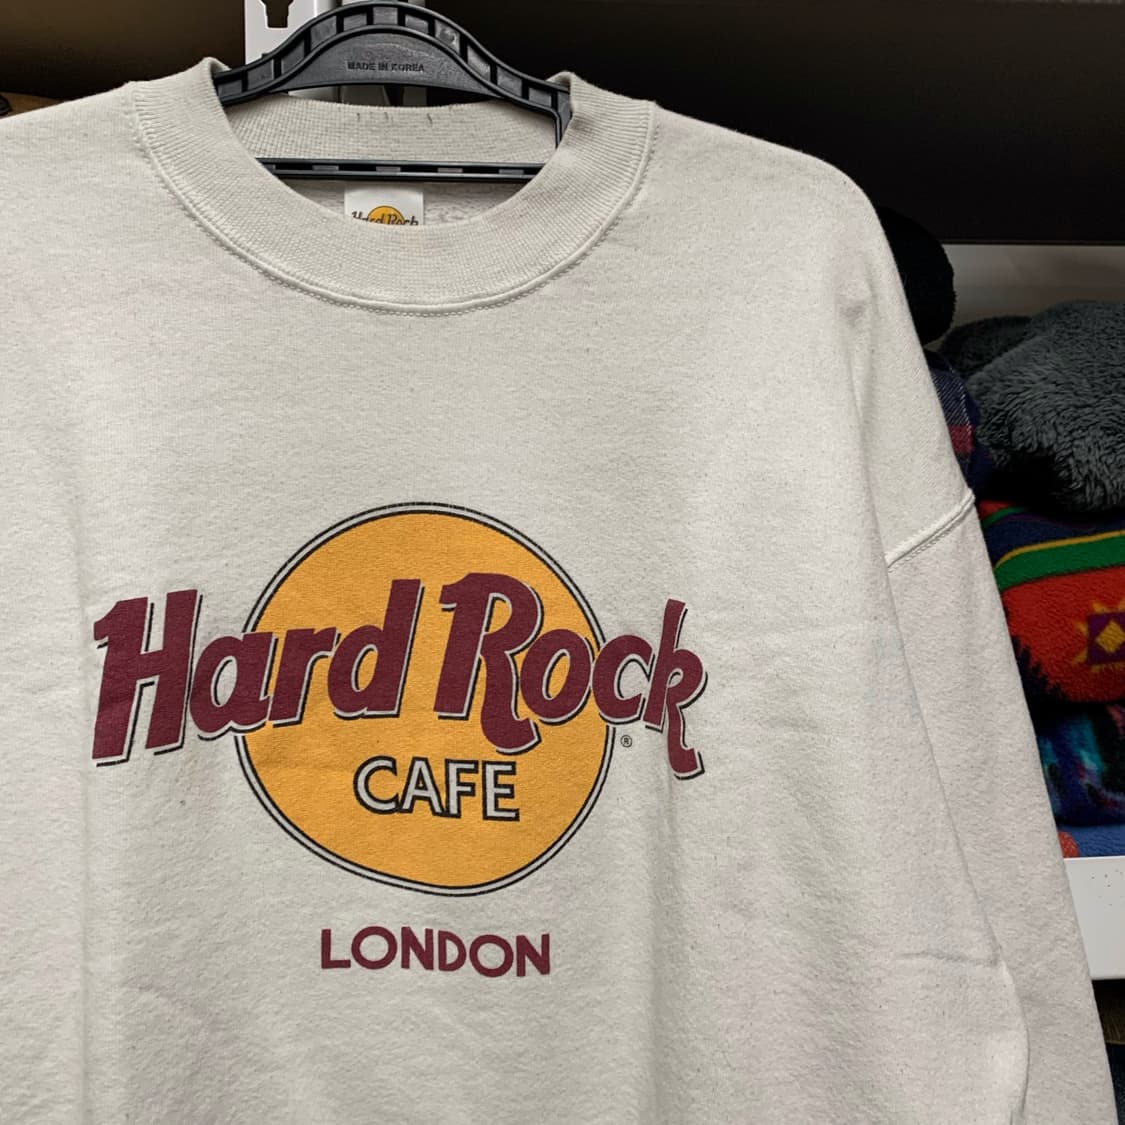 MADE IN KOREA
Hard Rock
Hard Rock
®
CAFE
LONDON